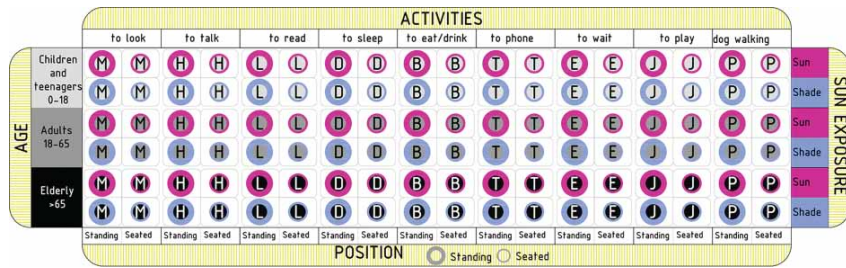 ACTIVITIES
to look to talk to read to sleep to eat/drink to phone to wait to play dog walking
Children and teenagers 0-18 M M H H L L D D B B T T E E J J P P Sun
M M H H L L D D B B T T E E J J P P Shade
Adults 18-65 M M H H L L D D B B T T E E J J P P Sun
M M H H L L D D B B T T E E J J P P Shade
Elderly >65 M M H H L L D D B B T T E E J J P P Sun
M M H H L L D D B B T T E E J J P P Shade
AGE
SUN EXPOSURE
Standing Seated Standing Seated Standing Seated Standing Seated Standing Seated Standing Seated Standing Seated Standing Seated Standing Seated
POSITION Standing Seated